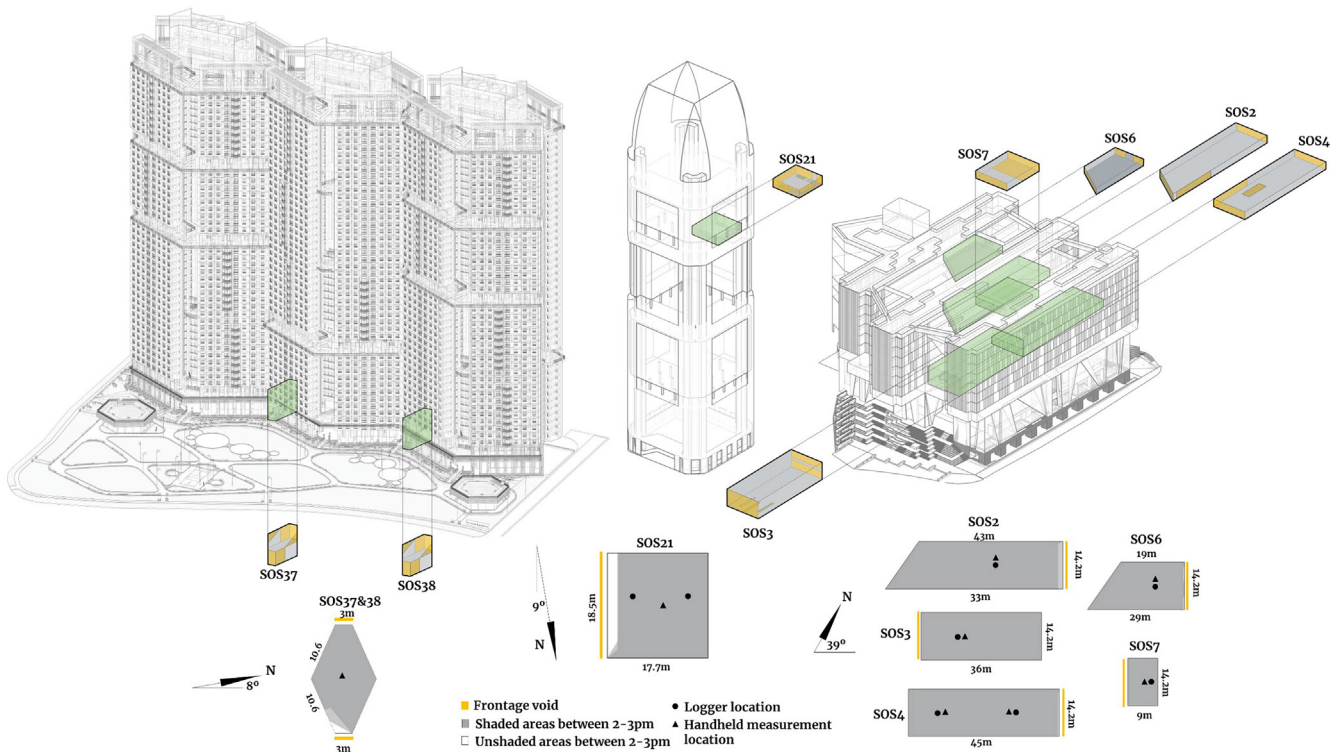 SOS2
SOS4
SOS6
SOS7
SOS21
SOS3
SOS37
SOS38
SOS37&38
3m
10.6
10.6
3m
N
8º
9º
N
SOS21
18.5m
17.7m
N
39º
SOS2
43m
14.2m
33m
SOS3
14.2m
36m
SOS4
14.2m
45m
SOS6
19m
14.2m
29m
SOS7
14.2m
9m
Frontage void
Shaded areas between 2-3pm
Unshaded areas between 2-3pm
Logger location
Handheld measurement
location